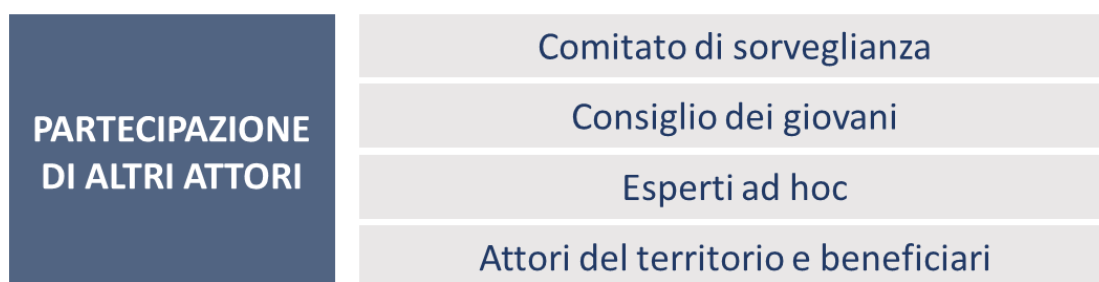 PARTECIPAZIONE
DI ALTRI ATTORI
Comitato di sorveglianza
Consiglio dei giovani
Esperti ad hoc
Attori del territorio e beneficiari